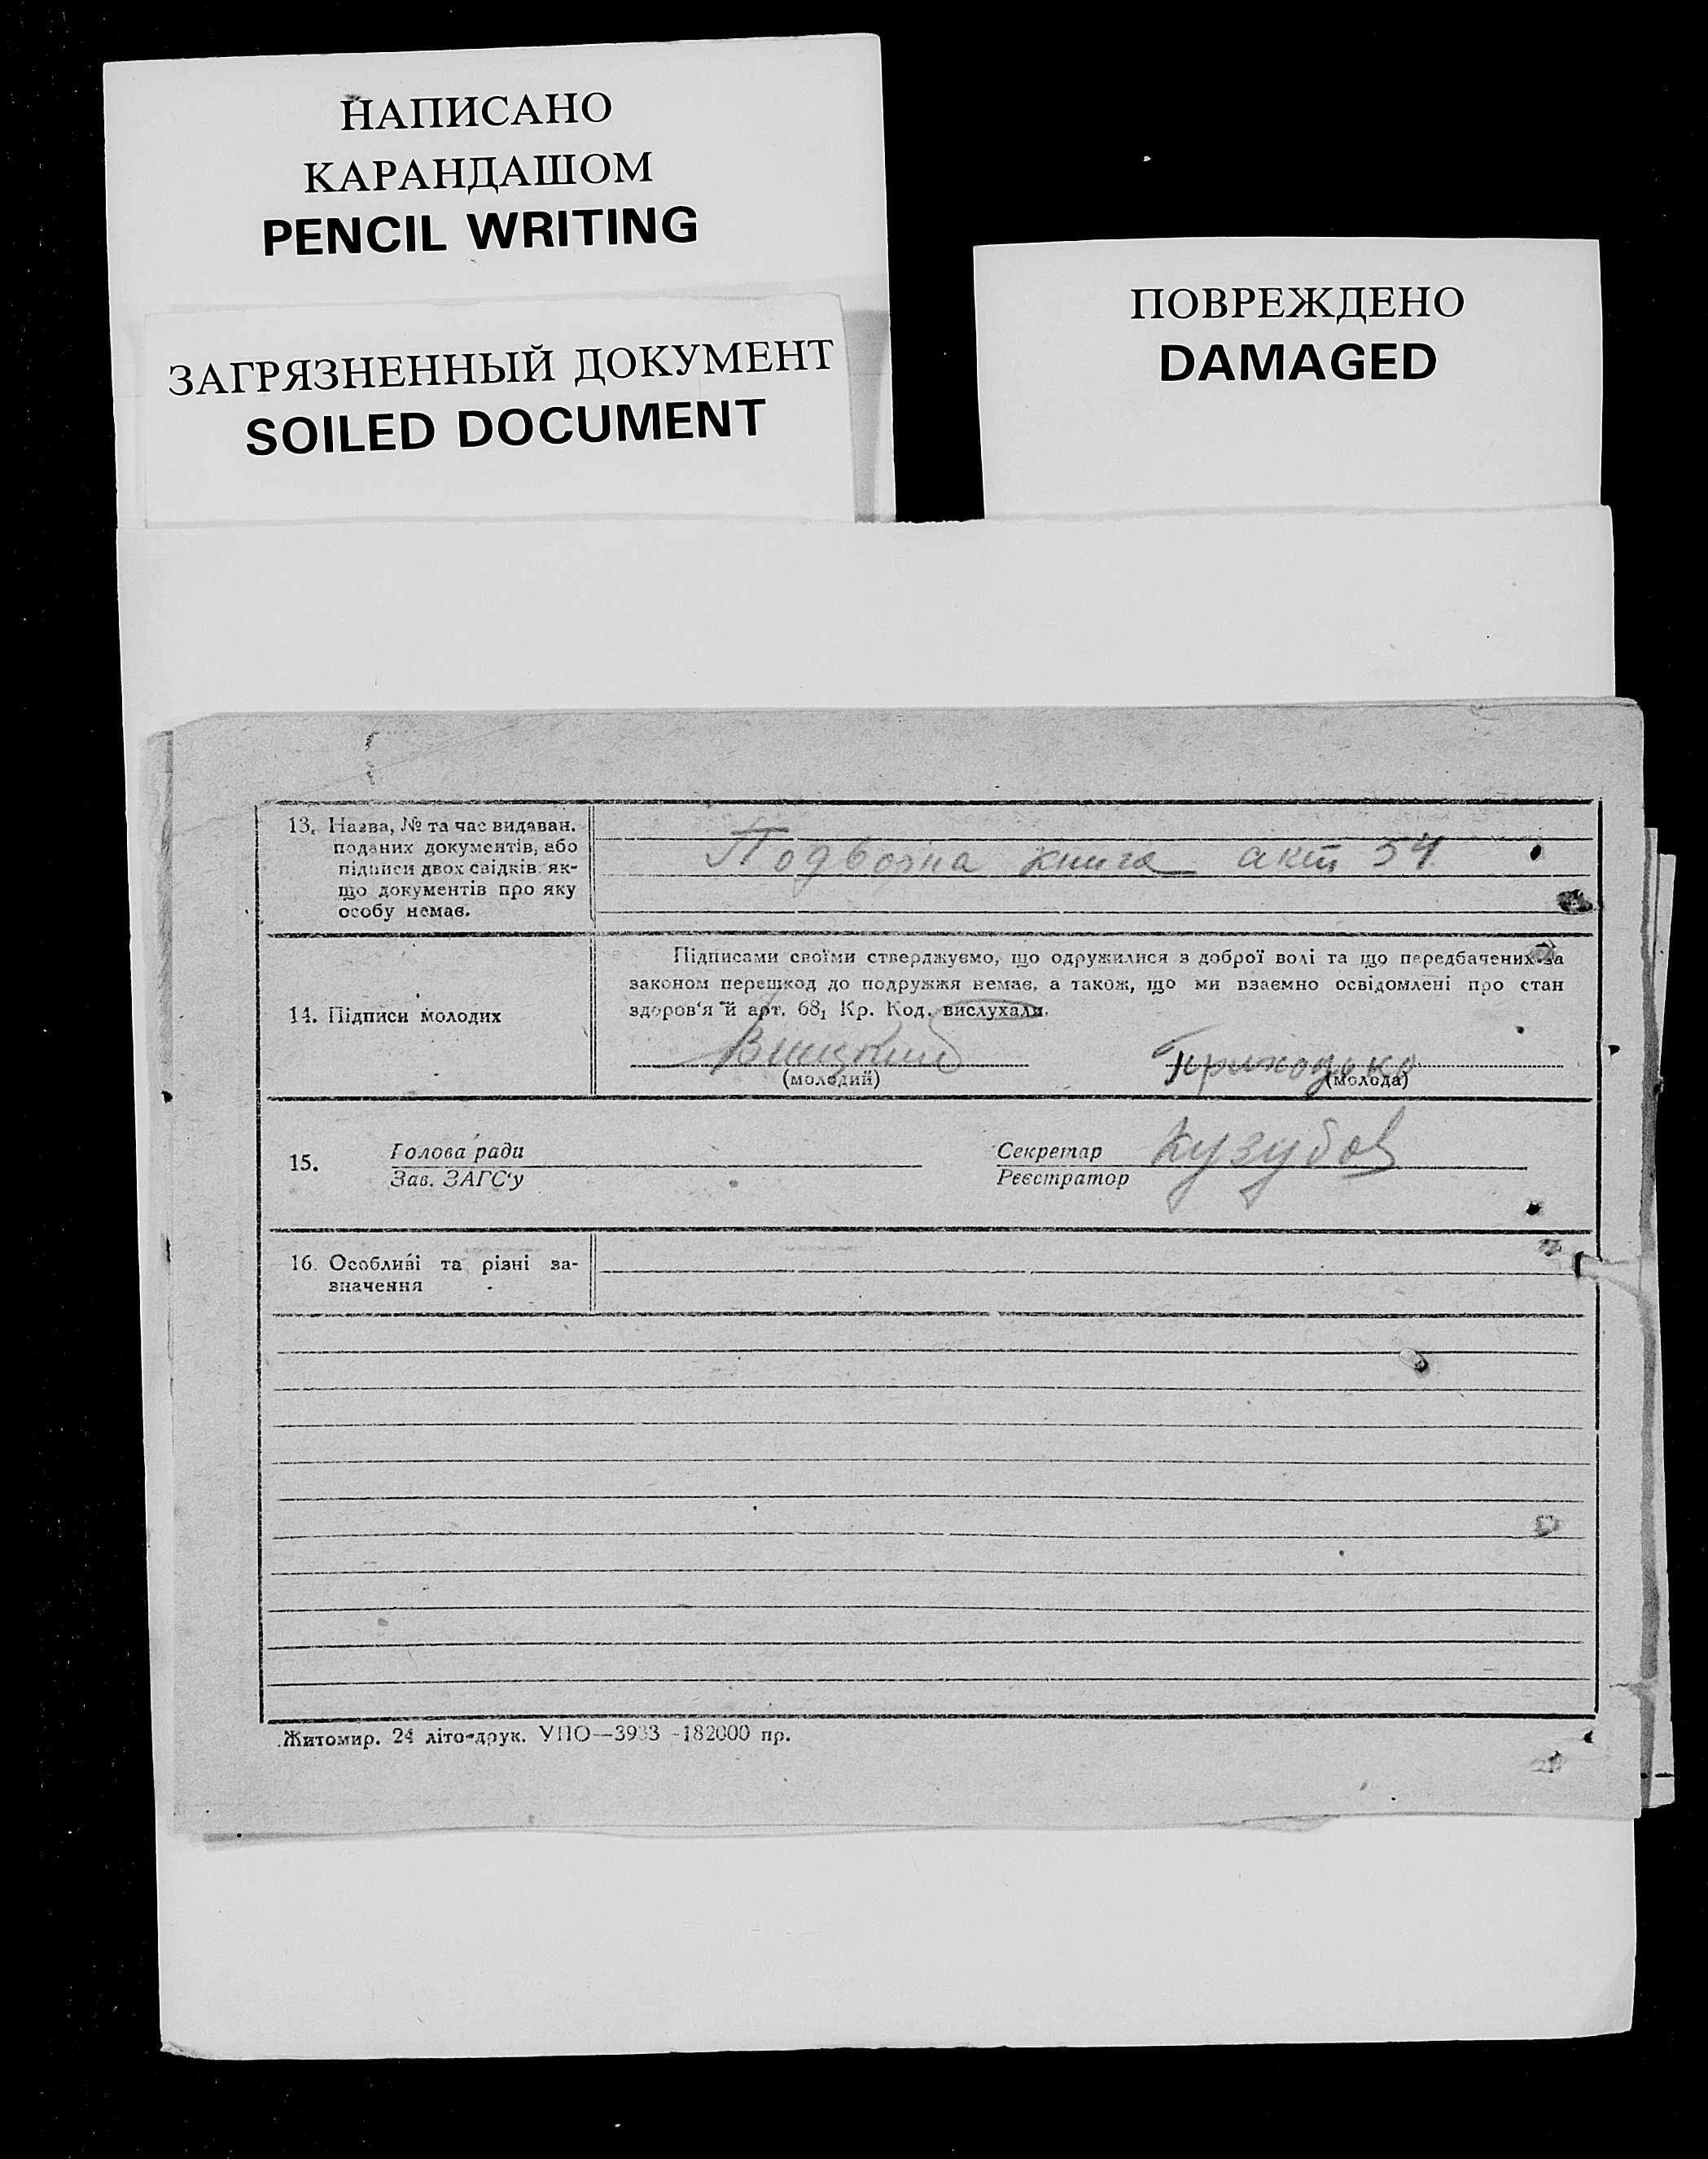 НАПИСАНО
КАРАНДАШОМ
PENCIL WRITING
ЗАГРЯЗНЕННЫЙ ДОКУМЕНТ
SOILED DOCUMENT
ПОВРЕЖДЕНО
DAMAGED
13. Назва, № та час видаван.
поданих документів, або
підписи двох свідків як-
що документів про яку
особу немає.
Подворна книга акт 54
Підписами своїми стверджуємо, що одружилися з доброї волі та що передбачених за
законом перешкод до подружжя немає, а також, що ми взаємно освідомлені про стан
здоров'я й арт. 68₁ Кр. Код. вислухали.
14. Підписи молодих
Приходько
(молодий)
(молода)
15.
Голова ради
Зав. ЗАГС'у
Секретар
Реєстратор
Кузубов
16. Особливі та різні за-
значення
Житомир. 24 літо-друк. УПО—3933 -182000 пр.